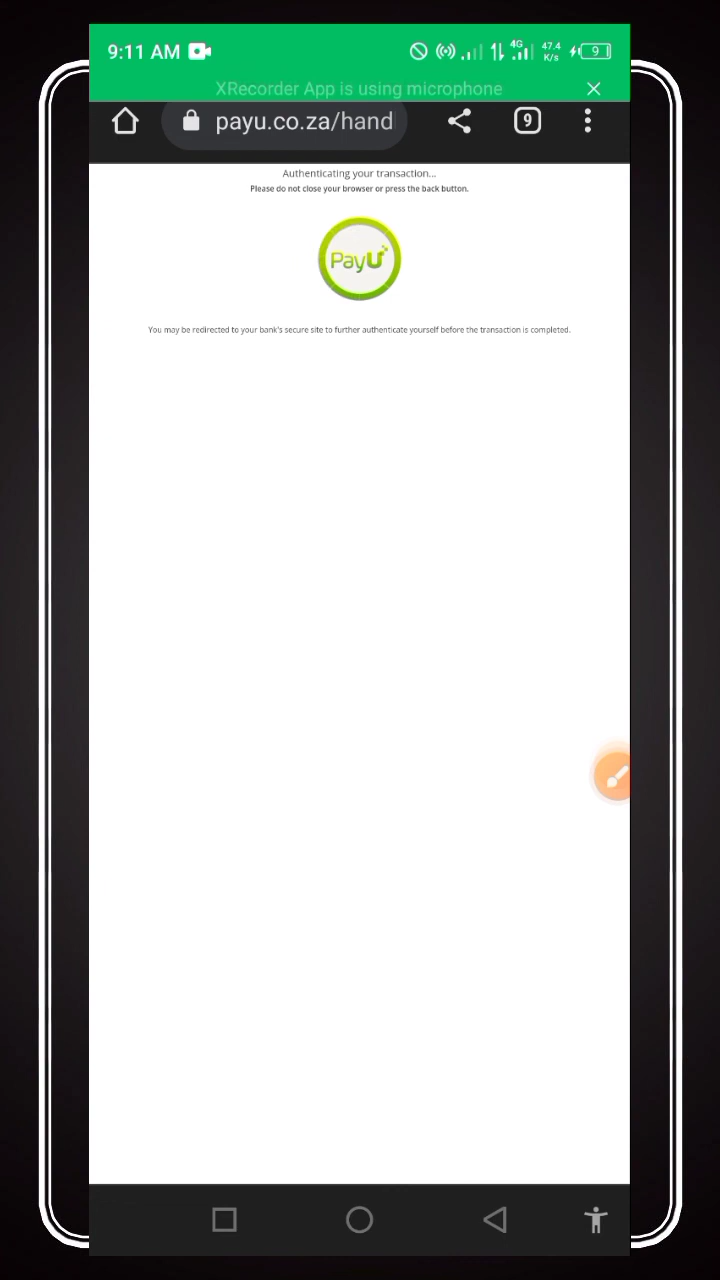 9:11 AM 4G 47.4 K/s 9
XRecorder App is using microphone
payu.co.za/hand 9
Authenticating your transaction...
Please do not close your browser or press the back button.
PayU
You may be redirected to your bank's secure site to further authenticate yourself before the transaction is completed.